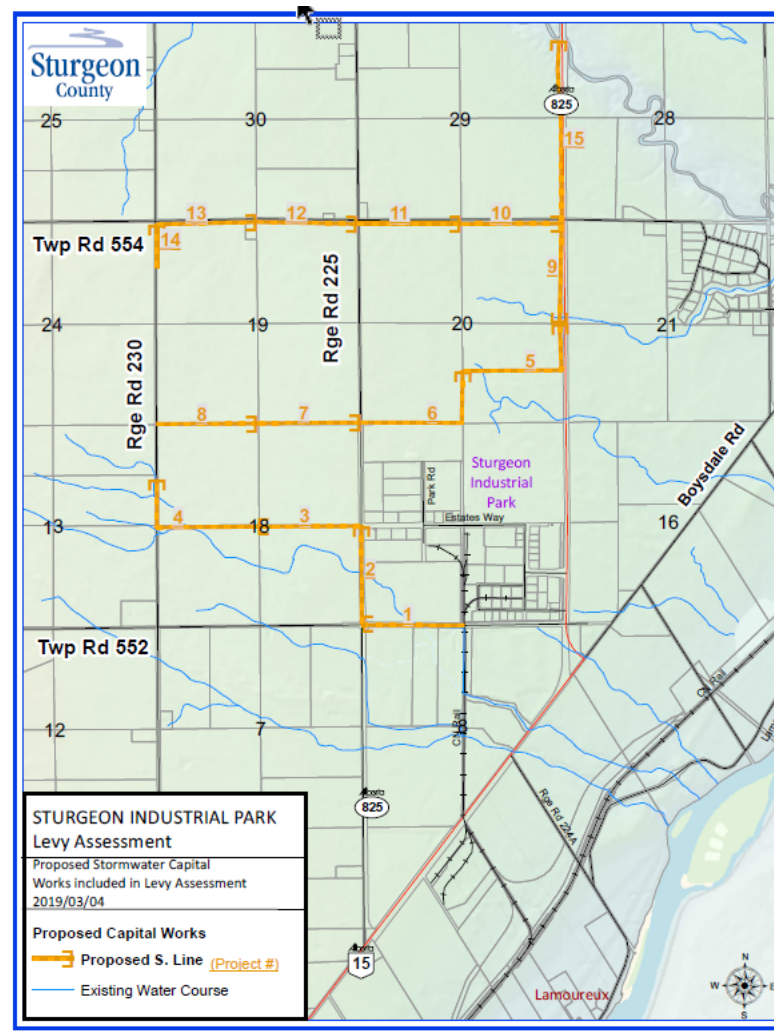 Sturgeon
County
Alberta
825
25
30
29
28
15
13
12
11
10
Twp Rd 554
14
9
Rge Rd 225
24
19
20
21
Rge Rd 230
5
8
7
6
Boysdale Rd
Sturgeon
Industrial
Park
Park Rd
Estates Way
13
4
18
3
16
2
1
Twp Rd 552
CN Rail
12
7
8
CN Rail
Alberta
825
Rge Rd 224A
STURGEON INDUSTRIAL PARK
Levy Assessment
Proposed Stormwater Capital
Works included in Levy Assessment
2019/03/04
Proposed Capital Works
Proposed S. Line (Project #)
Existing Water Course
Alberta
15
Lamoureux
N
W E
S